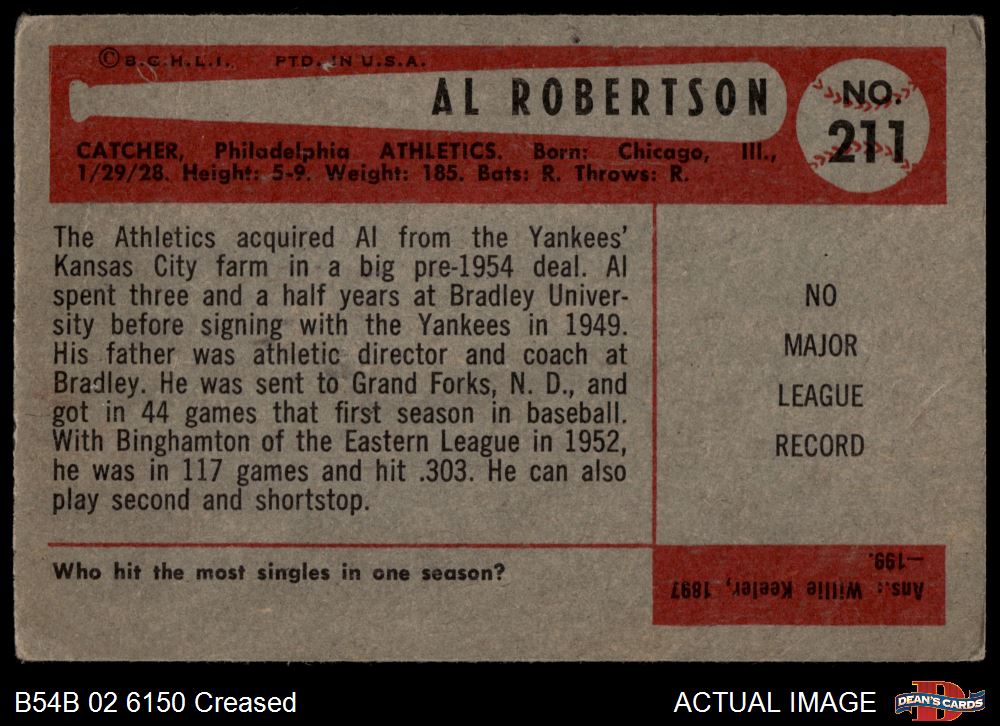 © B.G.H.L.I. PTD. IN U.S.A.
AL ROBERTSON
NO.
211
CATCHER, Philadelphia ATHLETICS. Born: Chicago, Ill.,
1/29/28. Height: 5-9. Weight: 185. Bats: R. Throws: R.
The Athletics acquired Al from the Yankees'
Kansas City farm in a big pre-1954 deal. Al
spent three and a half years at Bradley Univer-
sity before signing with the Yankees in 1949.
His father was athletic director and coach at
Bradley. He was sent to Grand Forks, N. D., and
got in 44 games that first season in baseball.
With Binghamton of the Eastern League in 1952,
he was in 117 games and hit .303. He can also
play second and shortstop.
NO
MAJOR
LEAGUE
RECORD
Who hit the most singles in one season?
Ans.: Willie Keeler, 1897
—199.
B54B 02 6150 Creased
ACTUAL IMAGE
D
DEAN'S CARDS